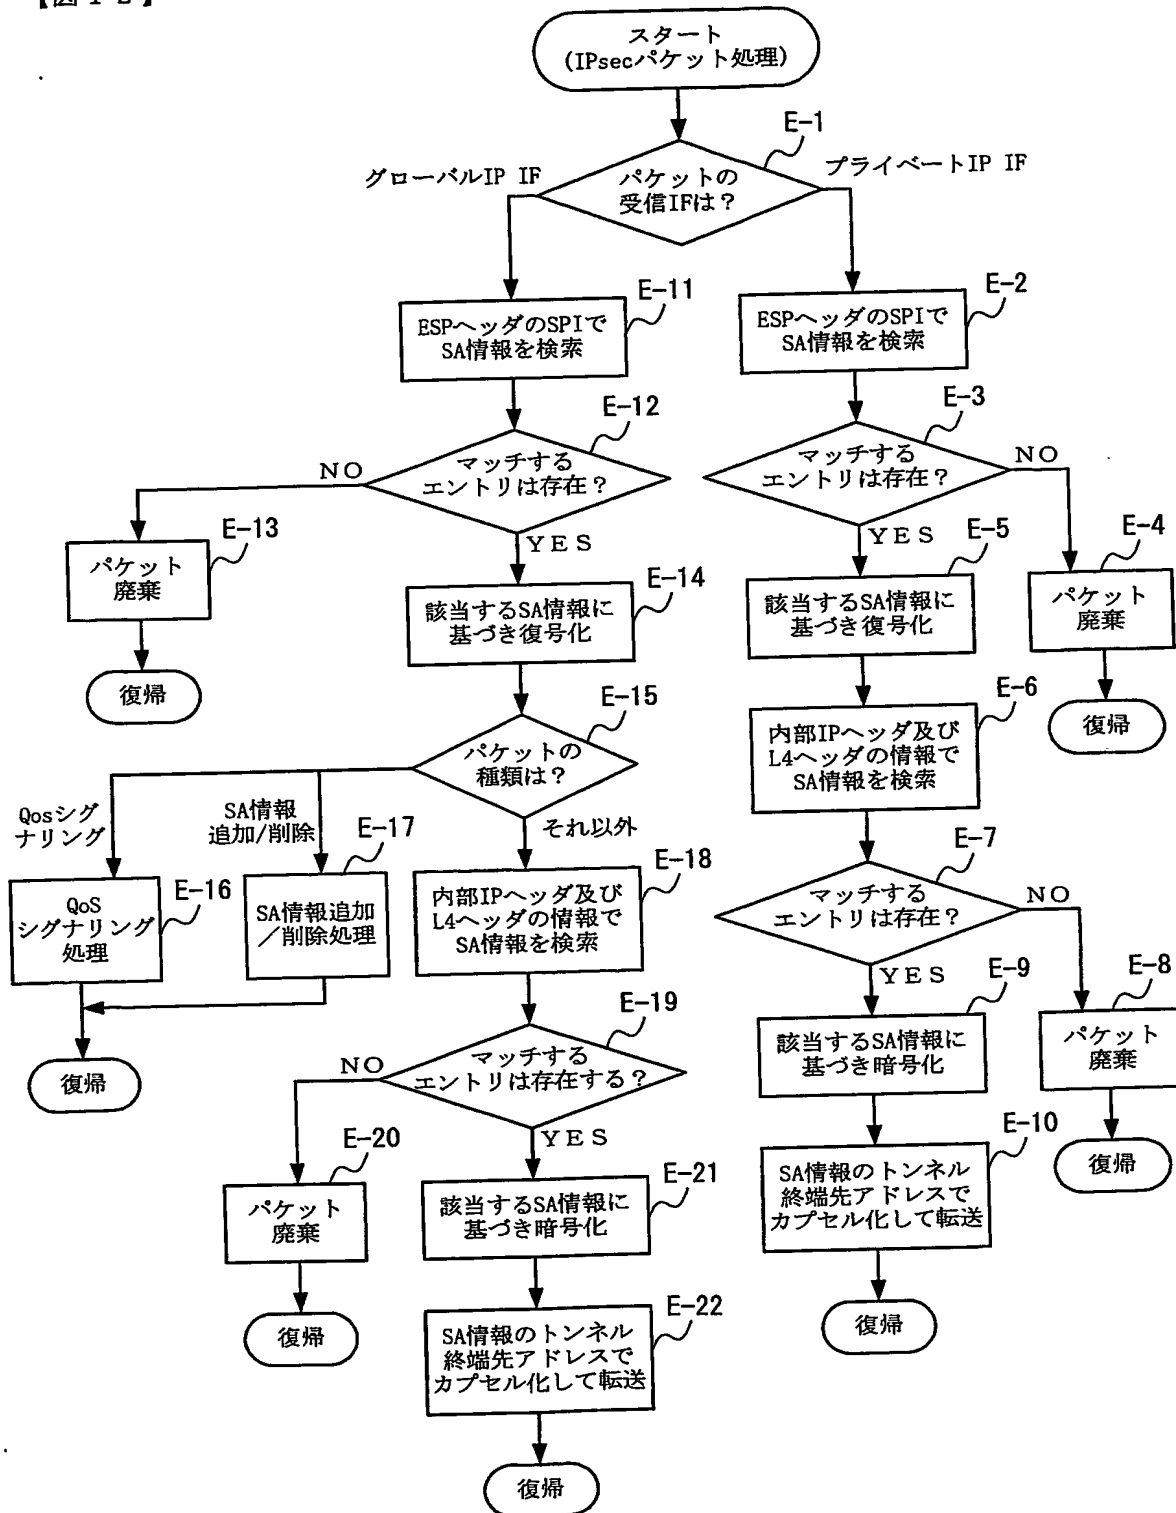 【図12】
スタート
(IPsecパケット処理)
E-1
グローバルIP IF
プライベートIP IF
パケットの
受信IFは？
E-11
E-2
ESPヘッダのSPIで
SA情報を検索
ESPヘッダのSPIで
SA情報を検索
E-12
E-3
NO
マッチする
エントリは存在？
マッチする
エントリは存在？
NO
E-13
YES
YES
E-5
E-4
パケット
廃棄
E-14
該当するSA情報に
基づき復号化
該当するSA情報に
基づき復号化
パケット
廃棄
復帰
E-15
E-6
復帰
パケットの
種類は？
内部IPヘッダ及び
L4ヘッダの情報で
SA情報を検索
Qosシグ
ナリング
SA情報
追加/削除
それ以外
E-17
E-18
E-7
E-16
QoS
シグナリング
処理
SA情報追加
／削除処理
内部IPヘッダ及び
L4ヘッダの情報で
SA情報を検索
マッチする
エントリは存在？
NO
YES
E-9
E-8
E-19
復帰
NO
マッチする
エントリは存在する？
該当するSA情報に
基づき暗号化
パケット
廃棄
E-20
YES
E-10
復帰
E-21
パケット
廃棄
該当するSA情報に
基づき暗号化
SA情報のトンネル
終端先アドレスで
カプセル化して転送
復帰
E-22
復帰
SA情報のトンネル
終端先アドレスで
カプセル化して転送
復帰